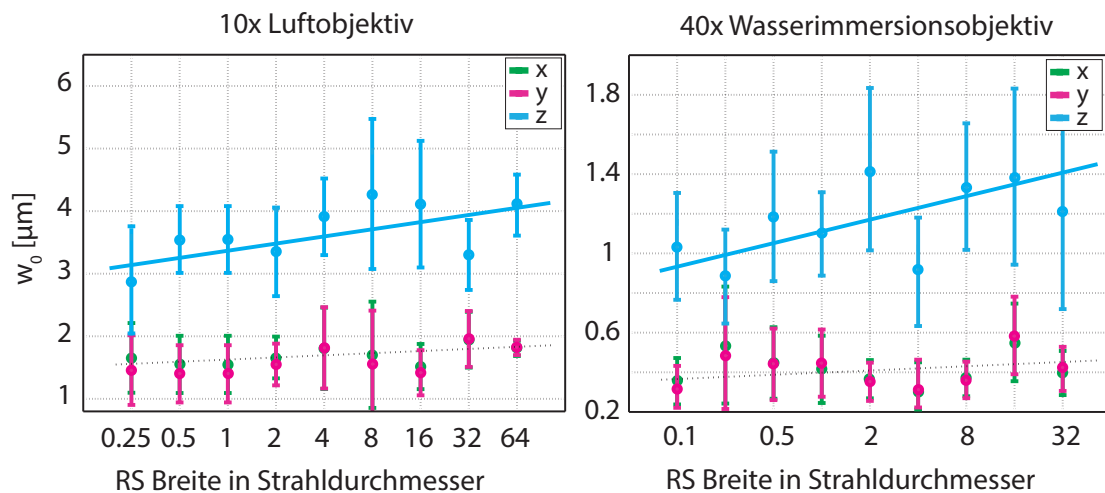 10x Luftobjektiv
6
5
4
3
2
1
w0 [µm]
x
y
z
0.25 0.5 1 2 4 8 16 32 64
RS Breite in Strahldurchmesser
40x Wasserimmersionsobjektiv
1.8
1.4
1
0.6
0.2
x
y
z
0.1 0.5 2 8 32
RS Breite in Strahldurchmesser